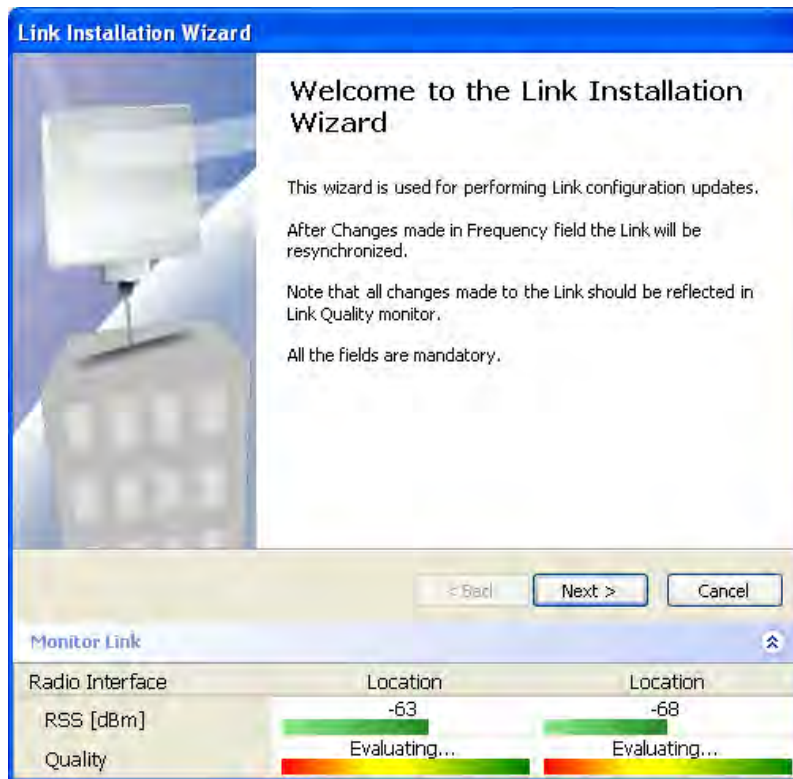 Link Installation Wizard
Welcome to the Link Installation
Wizard
This wizard is used for performing Link configuration updates.
After Changes made in Frequency field the Link will be
resynchronized.
Note that all changes made to the Link should be reflected in
Link Quality monitor.
All the fields are mandatory.
< Back Next > Cancel
Monitor Link
Radio Interface Location Location
RSS [dBm] -63 -68
Quality Evaluating... Evaluating...